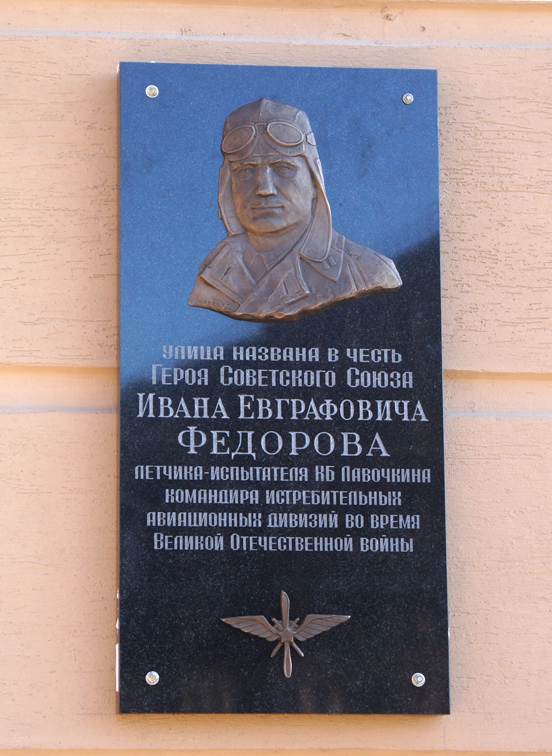 улица названа в честь
Героя Советского Союза
Ивана Евграфовича
ФЕДОРОВА
летчика-испытателя КБ Лавочкина
командира истребительных
авиационных дивизий во время
Великой Отечественной войны